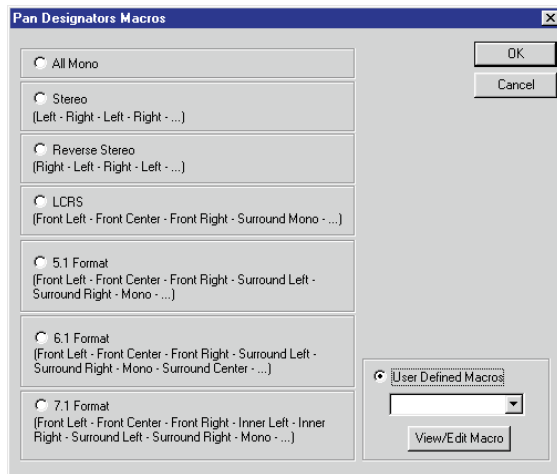 Pan Designators Macros
All Mono
Stereo
(Left - Right - Left - Right - ...)
Reverse Stereo
(Right - Left - Right - Left - ...)
LCRS
(Front Left - Front Center - Front Right - Surround Mono - ...)
5.1 Format
(Front Left - Front Center - Front Right - Surround Left -
Surround Right - Mono - ...)
6.1 Format
(Front Left - Front Center - Front Right - Surround Left -
Surround Right - Mono - Surround Center - ...)
7.1 Format
(Front Left - Front Center - Front Right - Inner Left - Inner
Right - Surround Left - Surround Right - Mono - ...)
OK
Cancel
User Defined Macros
View/Edit Macro